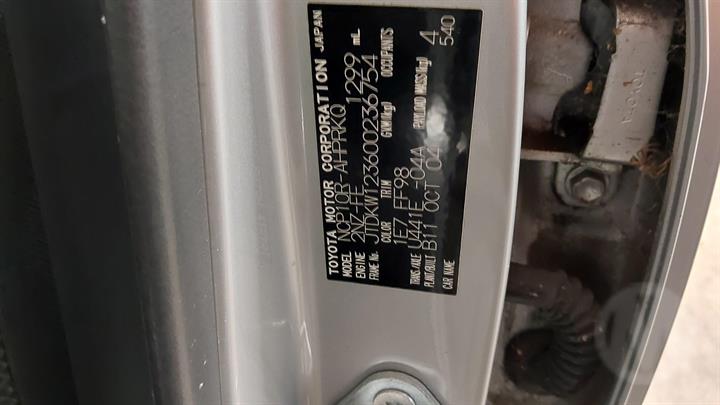 TOYOTA MOTOR CORPORATION JAPAN
MODEL NCP10R-AHPRKQ
ENGINE 2NZ-FE 1299 mL
FRAME No. JTDKW123600236754
COLOR TRIM GVM(Kg) OCCUPANTS
1E7 FF98 4
TRANS./AXLE U441E -04A PAYLOAD MASS(Kg) 540
PLANT/BUILT B11 OCT 04
CAR NAME
TOYOTA